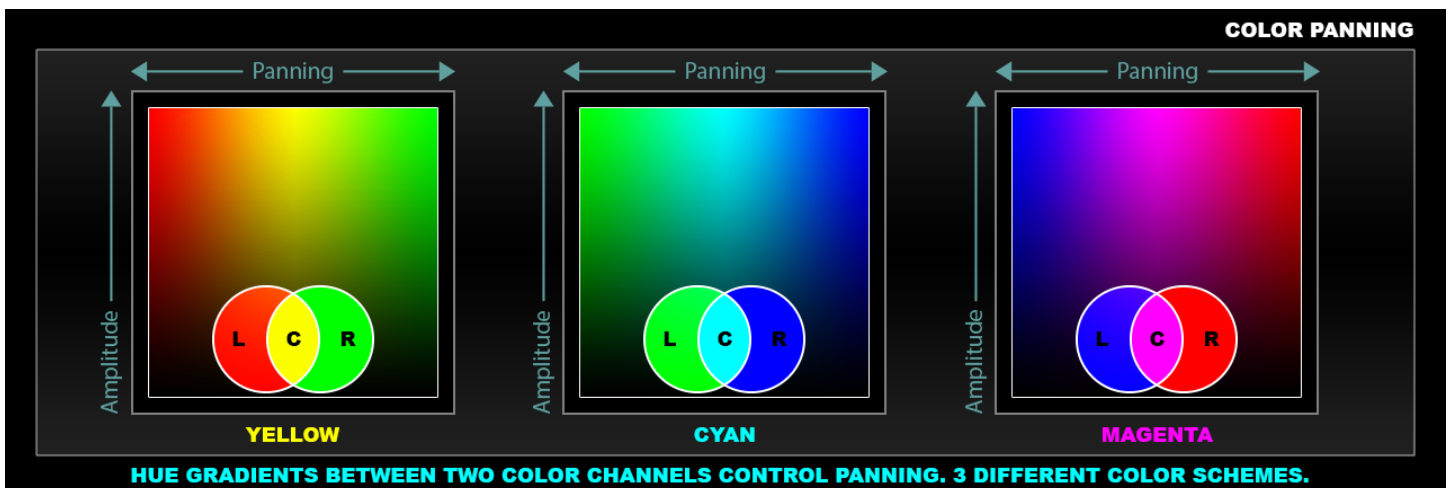 COLOR PANNING
Panning
Panning
Panning
Amplitude
Amplitude
Amplitude
L C R
L C R
L C R
YELLOW
CYAN
MAGENTA
HUE GRADIENTS BETWEEN TWO COLOR CHANNELS CONTROL PANNING. 3 DIFFERENT COLOR SCHEMES.